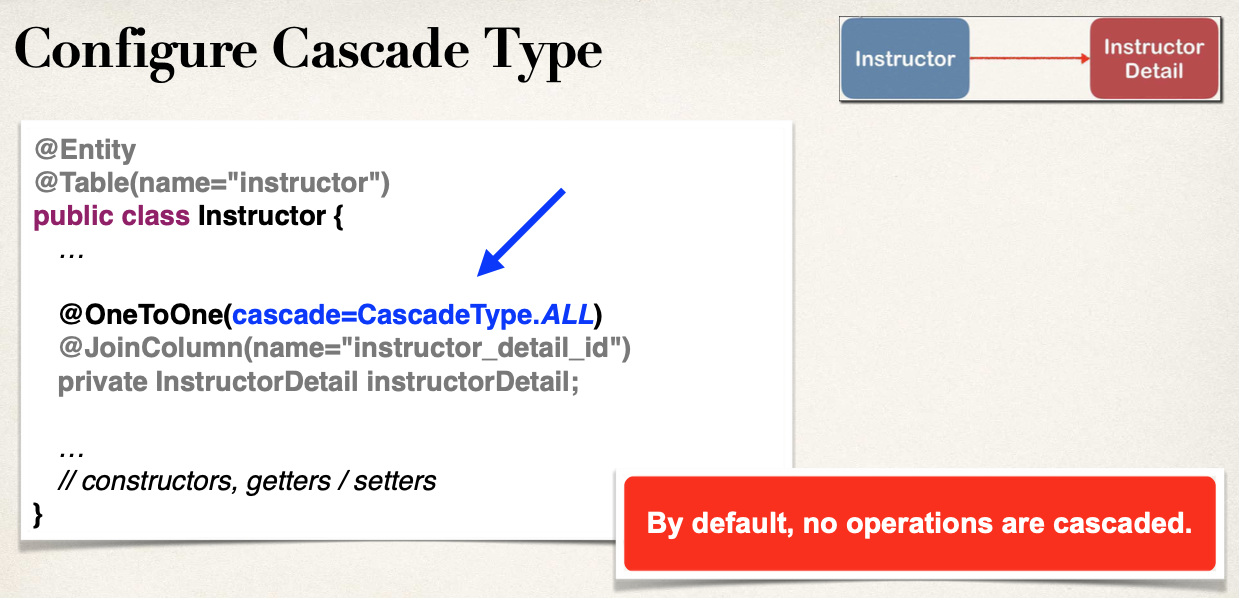 Configure Cascade Type
Instructor
Instructor
Detail
@Entity
@Table(name="instructor")
public class Instructor {
…
@OneToOne(cascade=CascadeType.ALL)
@JoinColumn(name="instructor_detail_id")
private InstructorDetail instructorDetail;
…
// constructors, getters / setters
}
By default, no operations are cascaded.